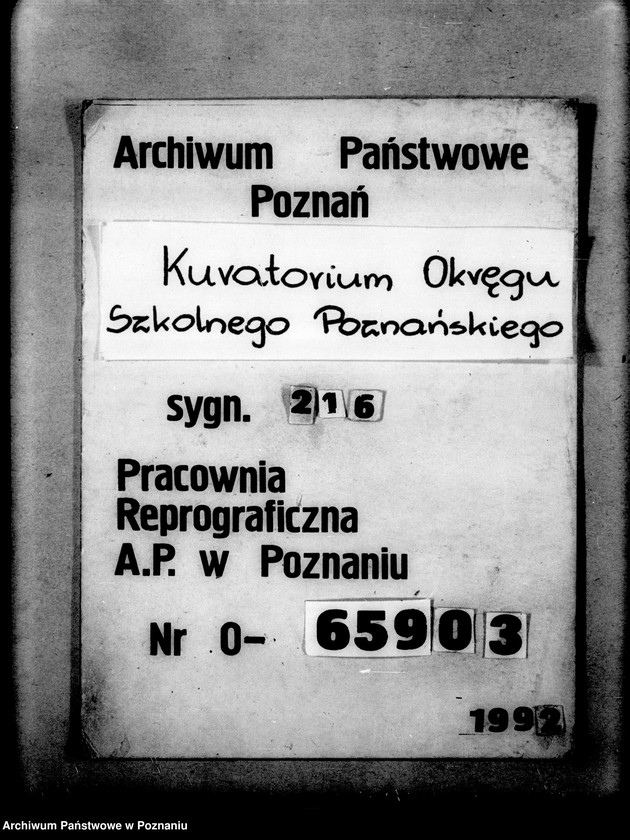 Archiwum Państwowe
Poznań
Kuratorium Okręgu
Szkolnego Poznańskiego
sygn. 216
Pracownia
Reprograficzna
A.P. w Poznaniu
Nr 0- 65903
1992
Archiwum Państwowe w Poznaniu